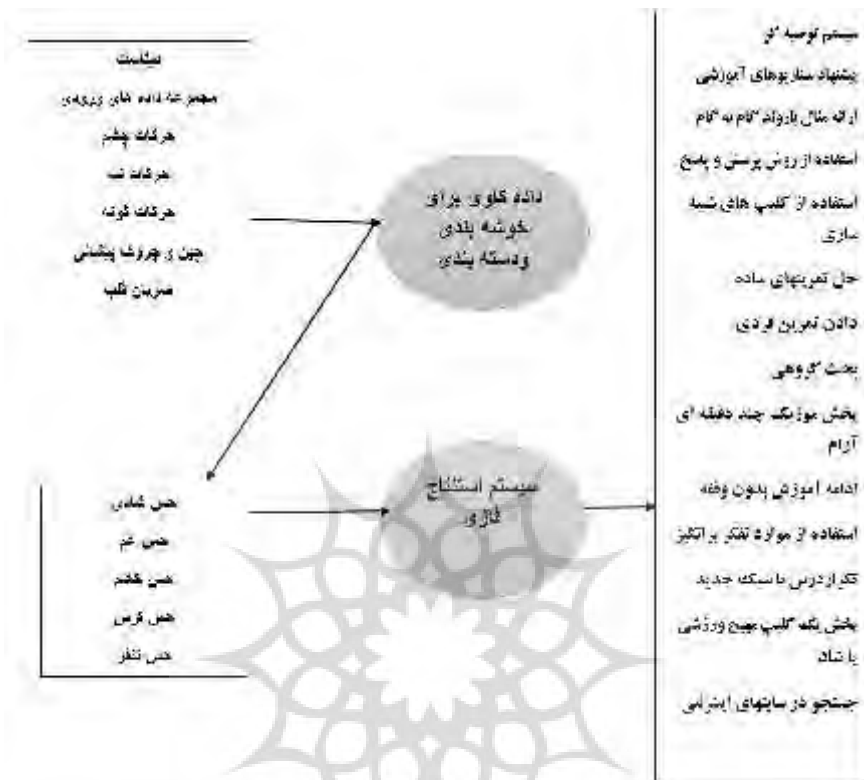 مجموعه داده های ورودی
حرکات چشم
حرکات لب
حرکات گونه
چین و چروک پیشانی
ضربان قلب
داده کاوی برای
خوشه بندی
ودسته بندی
حس شادی
حس غم
حس خشم
حس ترس
حس تنفر
سیستم استنتاج
فازی
سیستم توصیه گر
پیشنهاد سناریوهای آموزشی
ارائه مثال باروند گام به گام
استفاده از روش پرسش و پاسخ
استفاده از کلیپ های شبیه
سازی
حل تمرینهای ساده
دادن تمرین فردی
بحث گروهی
پخش موزیک چند دقیقه ای
آرام
ادامه آموزش بدون وقفه
استفاده از موارد تفکر بر انگیز
تکرار درس با سبک جدید
پخش یک کلیپ مهیج ورزشی
یا شاد
جستجو در سایتهای اینترنتی